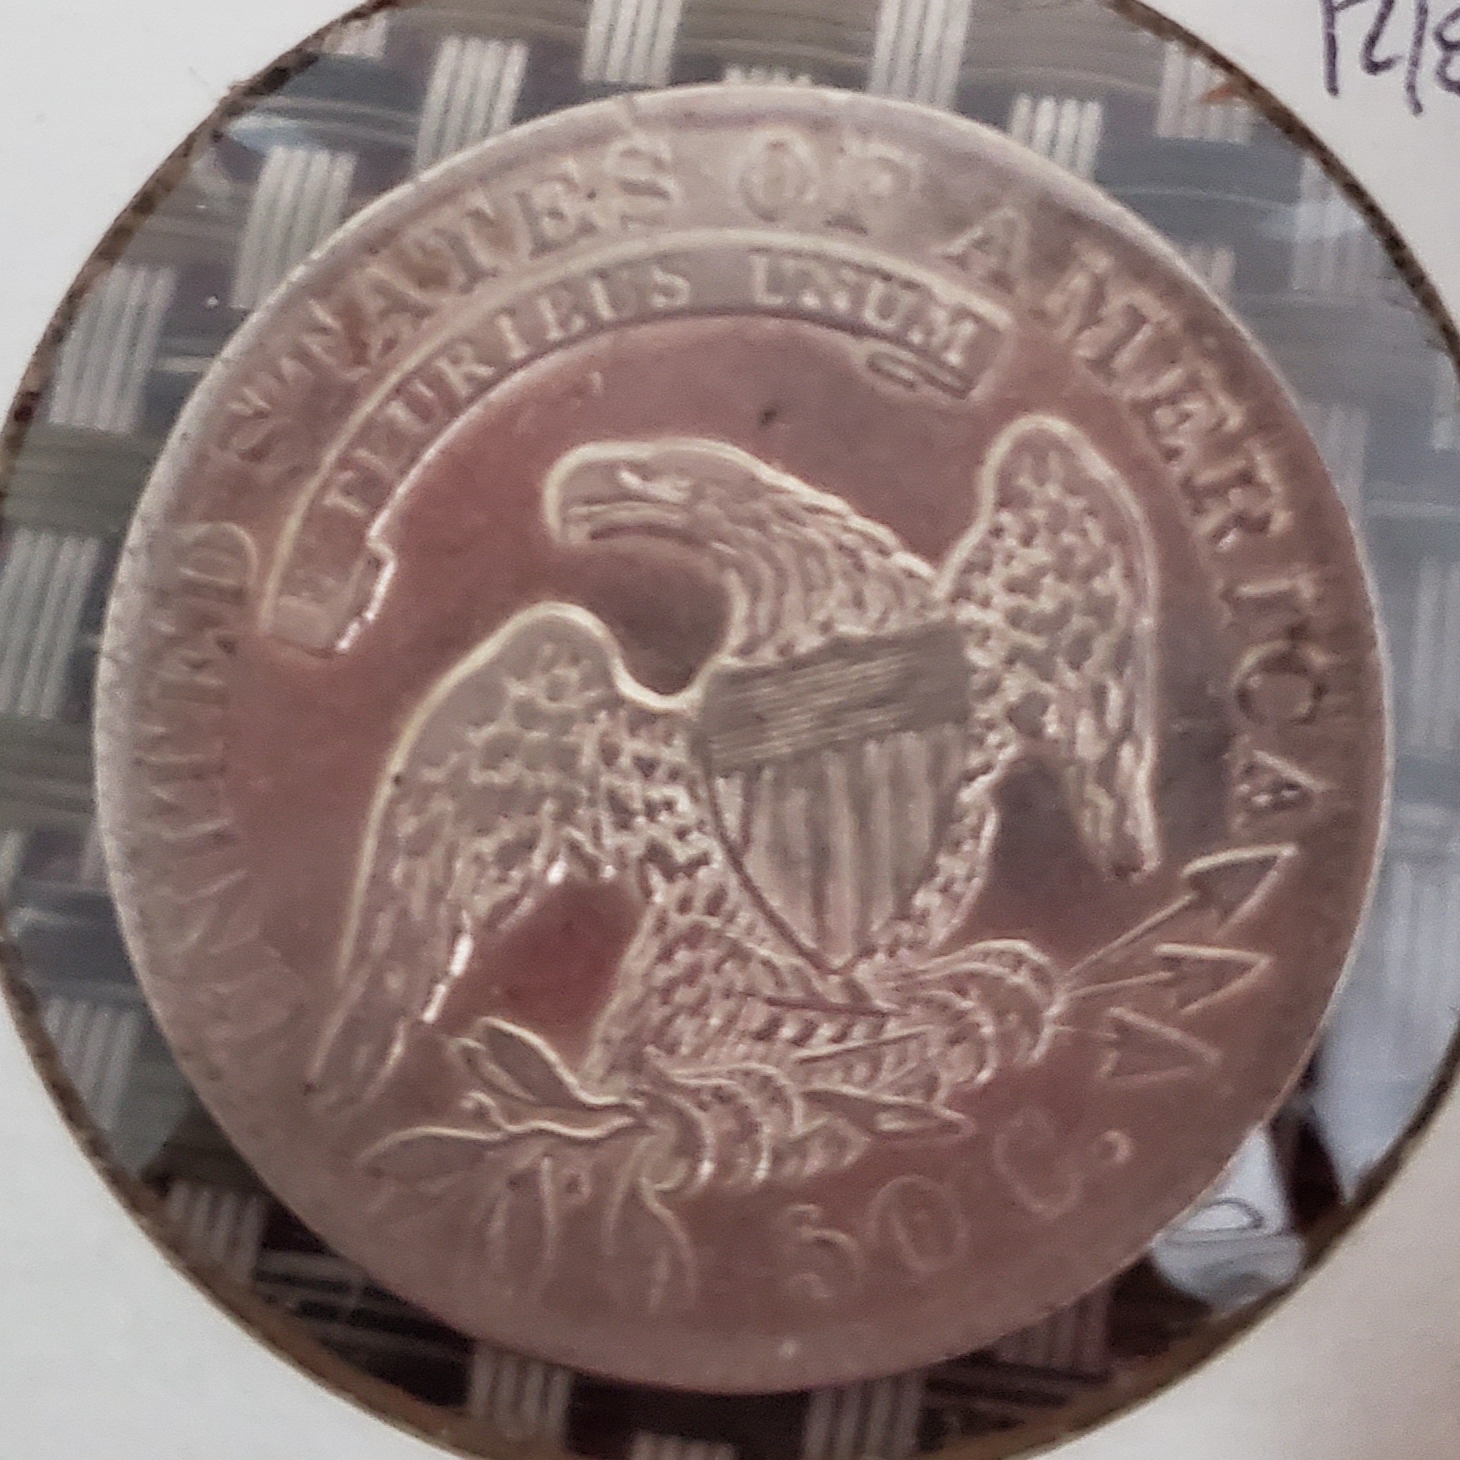 UNITED STATES OF AMERICA
E PLURIBUS UNUM
50 C.